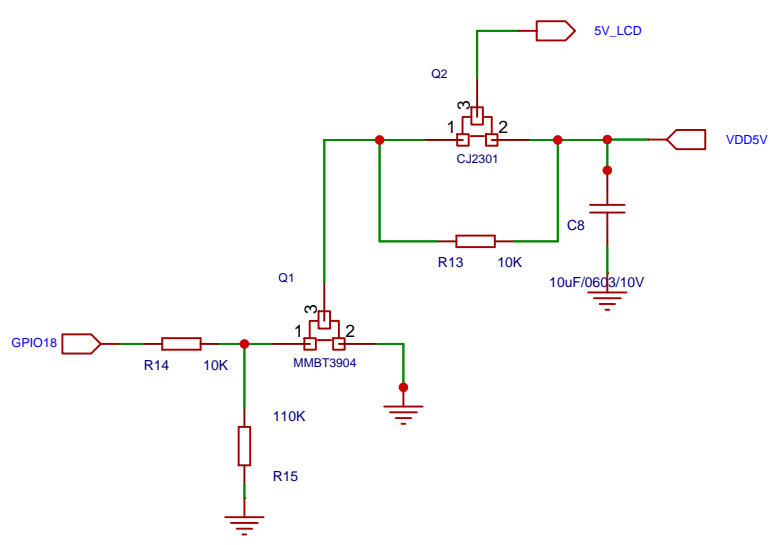 5V_LCD
Q2
3
1 2
VDD5V
CJ2301
C8
R13 10K
Q1
10uF/0603/10V
3
1 2
GPIO18
R14 10K
MMBT3904
110K
R15